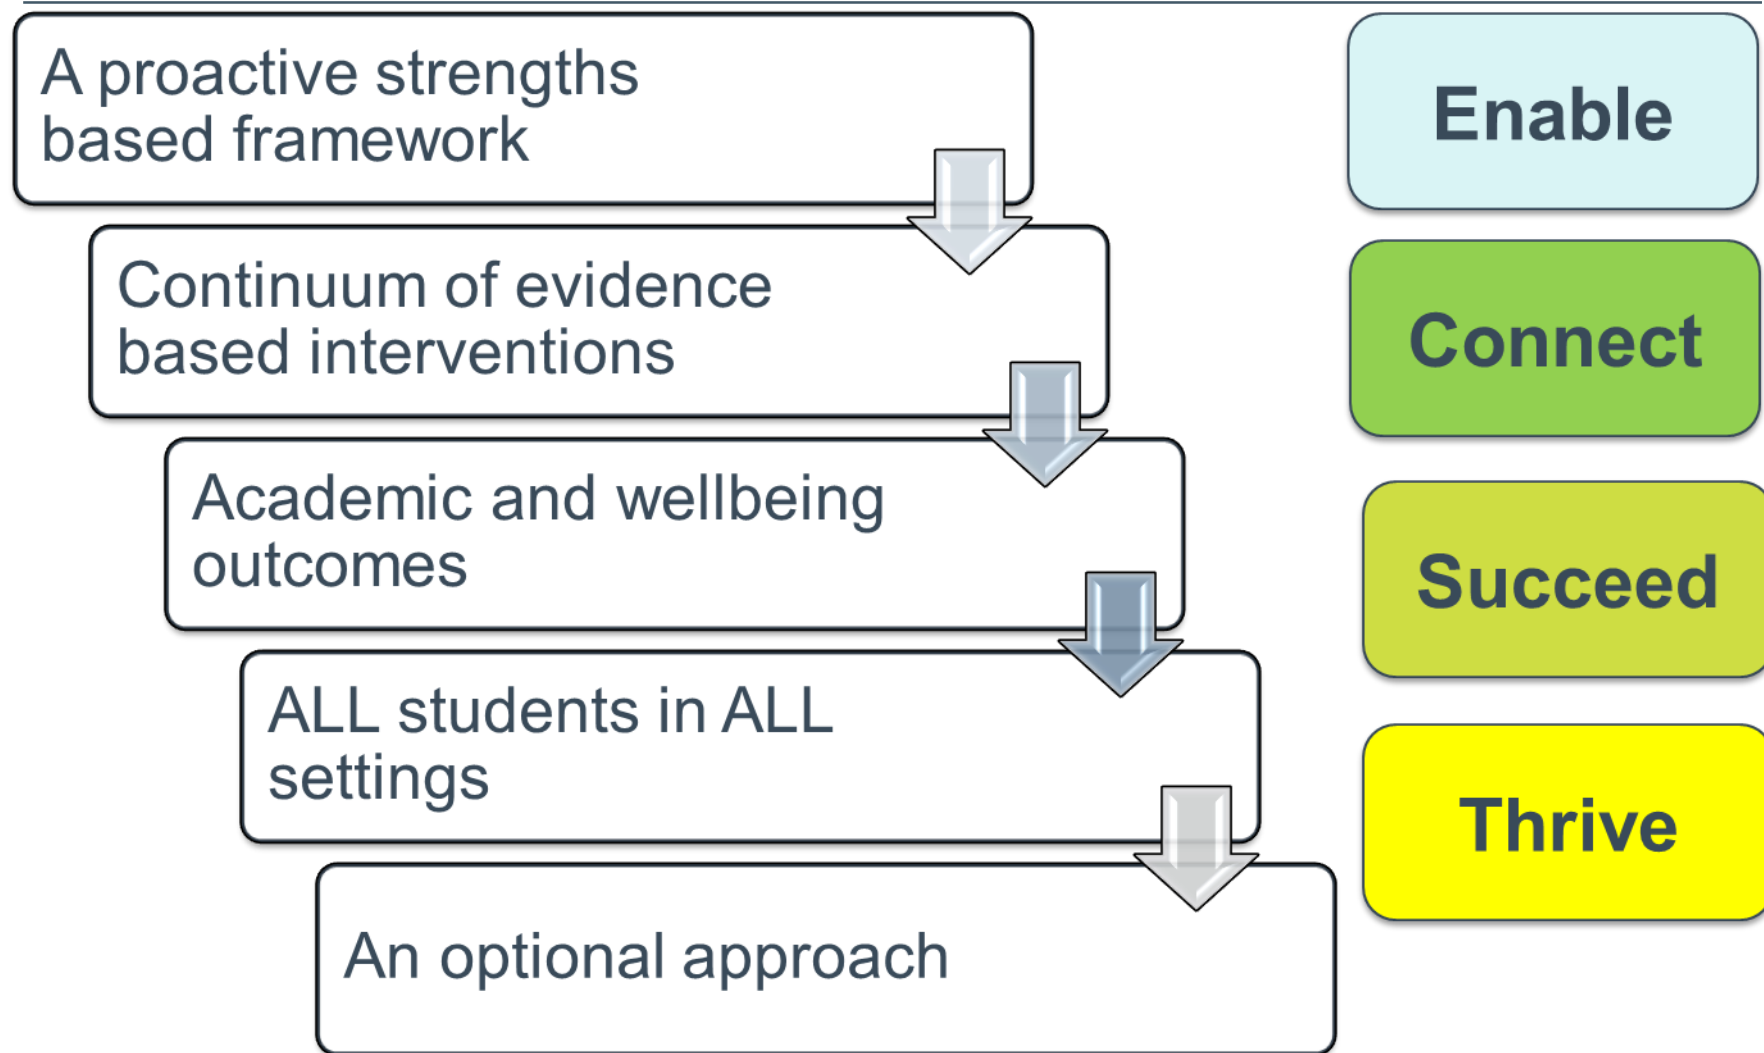 A proactive strengths
based framework
Continuum of evidence
based interventions
Academic and wellbeing
outcomes
ALL students in ALL
settings
An optional approach
Enable
Connect
Succeed
Thrive